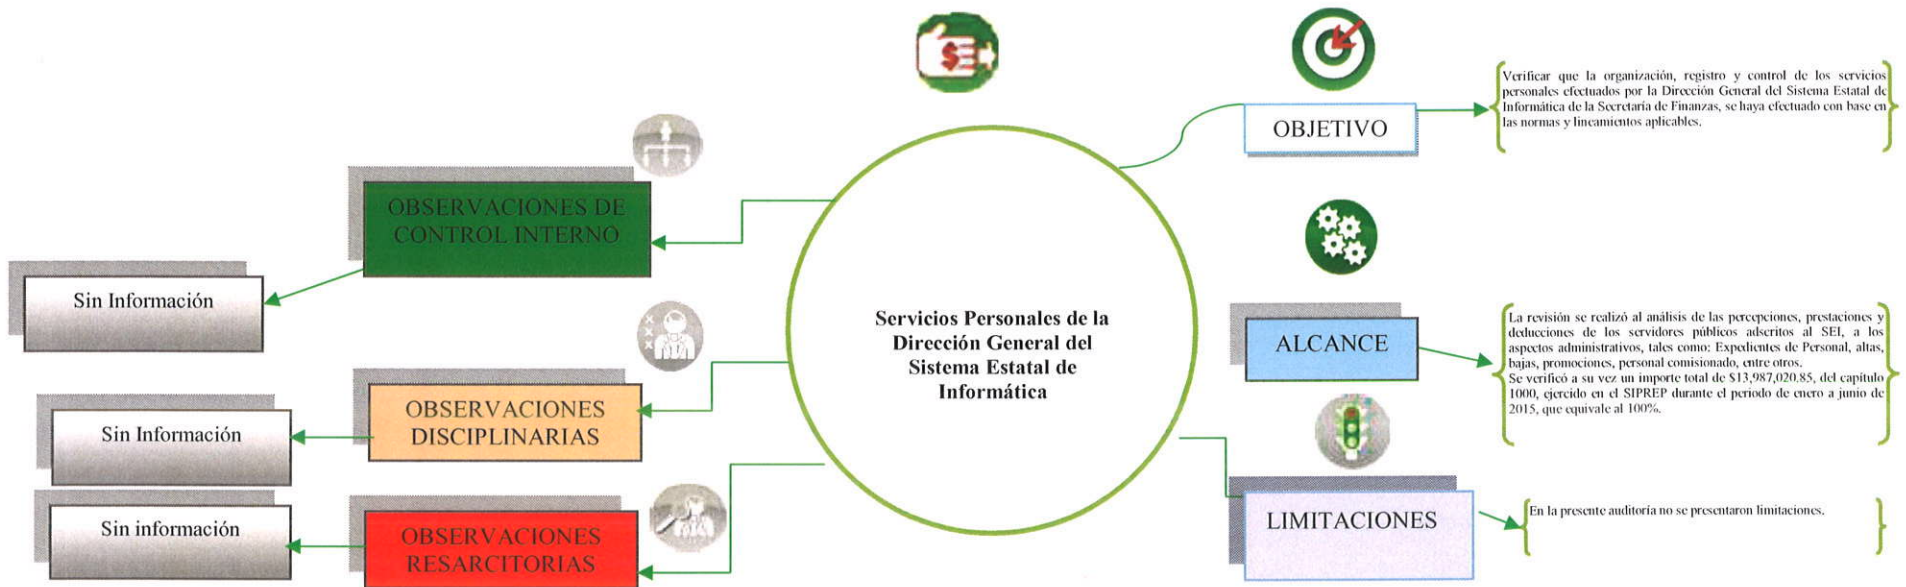 OBJETIVO
Verificar que la organización, registro y control de los servicios
personales efectuados por la Dirección General del Sistema Estatal de
Informática de la Secretaría de Finanzas, se haya efectuado con base en
las normas y lineamientos aplicables.
OBSERVACIONES DE
CONTROL INTERNO
Sin Información
Servicios Personales de la
Dirección General del
Sistema Estatal de
Informática
ALCANCE
La revisión se realizó al análisis de las percepciones, prestaciones y
deducciones de los servidores públicos adscritos al SEI, a los
aspectos administrativos, tales como: Expedientes de Personal, altas,
bajas, promociones, personal comisionado, entre otros.
Se verificó a su vez un importe total de $13,987,020.85, del capítulo
1000, ejercido en el SIPREP durante el periodo de enero a junio de
2015, que equivale al 100%.
OBSERVACIONES
DISCIPLINARIAS
Sin Información
LIMITACIONES
En la presente auditoría no se presentaron limitaciones.
OBSERVACIONES
RESARCITORIAS
Sin información